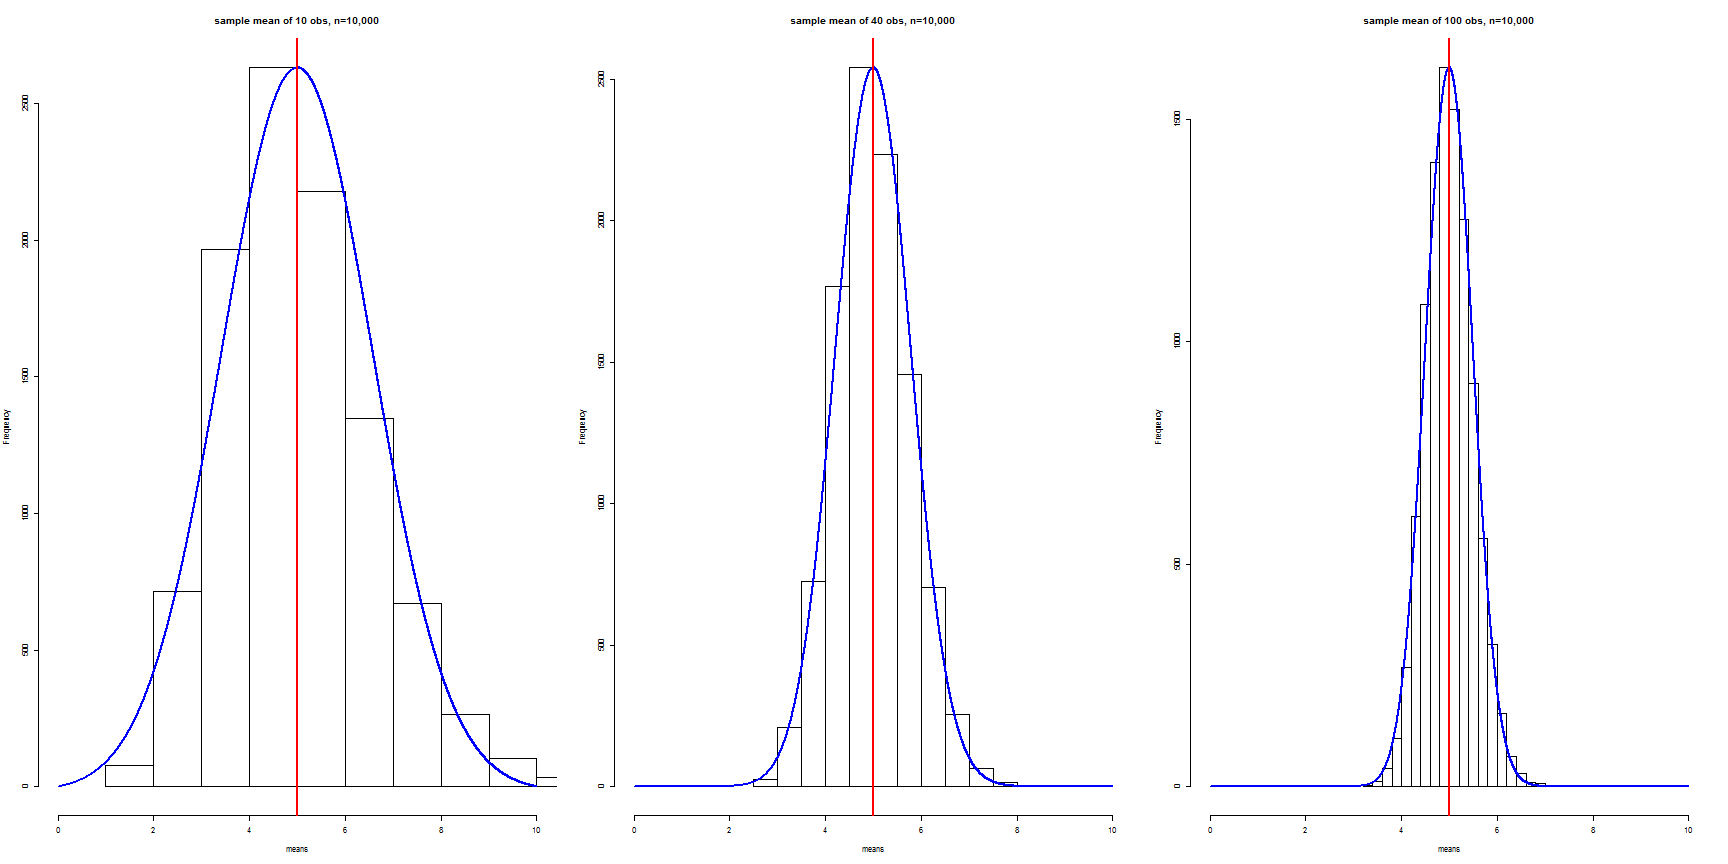 sample mean of 10 obs, n=10,000
Frequency
2500
2000
1500
1000
500
0
0 2 4 6 8 10
means
sample mean of 40 obs, n=10,000
Frequency
2500
2000
1500
1000
500
0
0 2 4 6 8 10
means
sample mean of 100 obs, n=10,000
Frequency
1500
1000
500
0
0 2 4 6 8 10
means